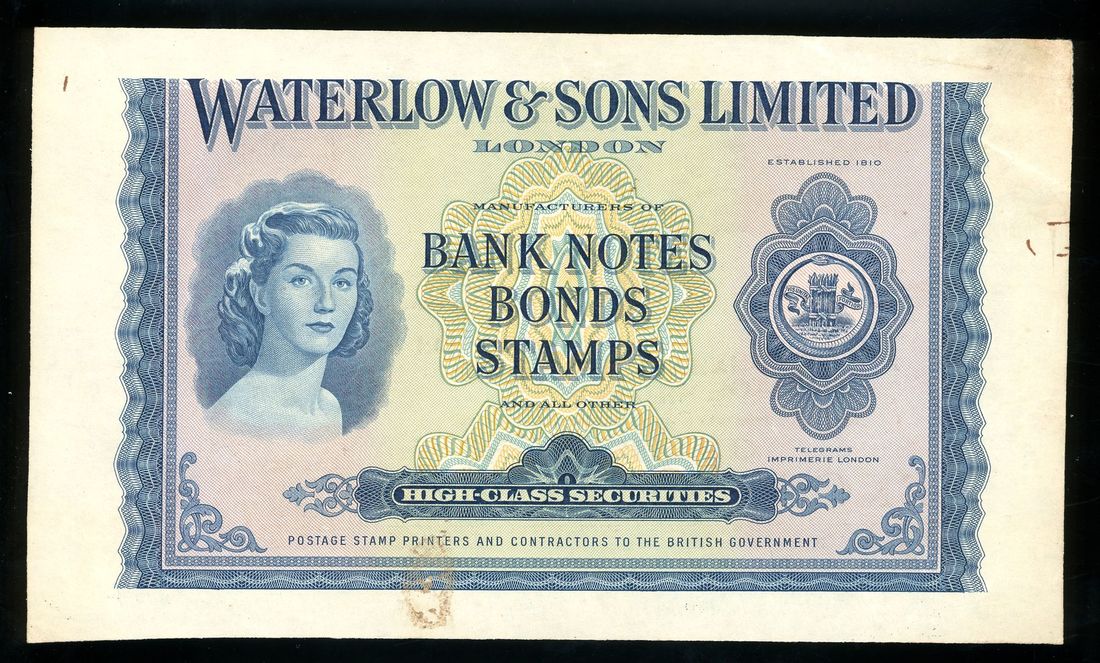 WATERLOW & SONS LIMITED
LONDON
ESTABLISHED 1810
MANUFACTURERS OF
BANK NOTES
BONDS
STAMPS
AND ALL OTHER
TELEGRAMS
IMPRIMERIE LONDON
HIGH-CLASS SECURITIES
POSTAGE STAMP PRINTERS AND CONTRACTORS TO THE BRITISH GOVERNMENT